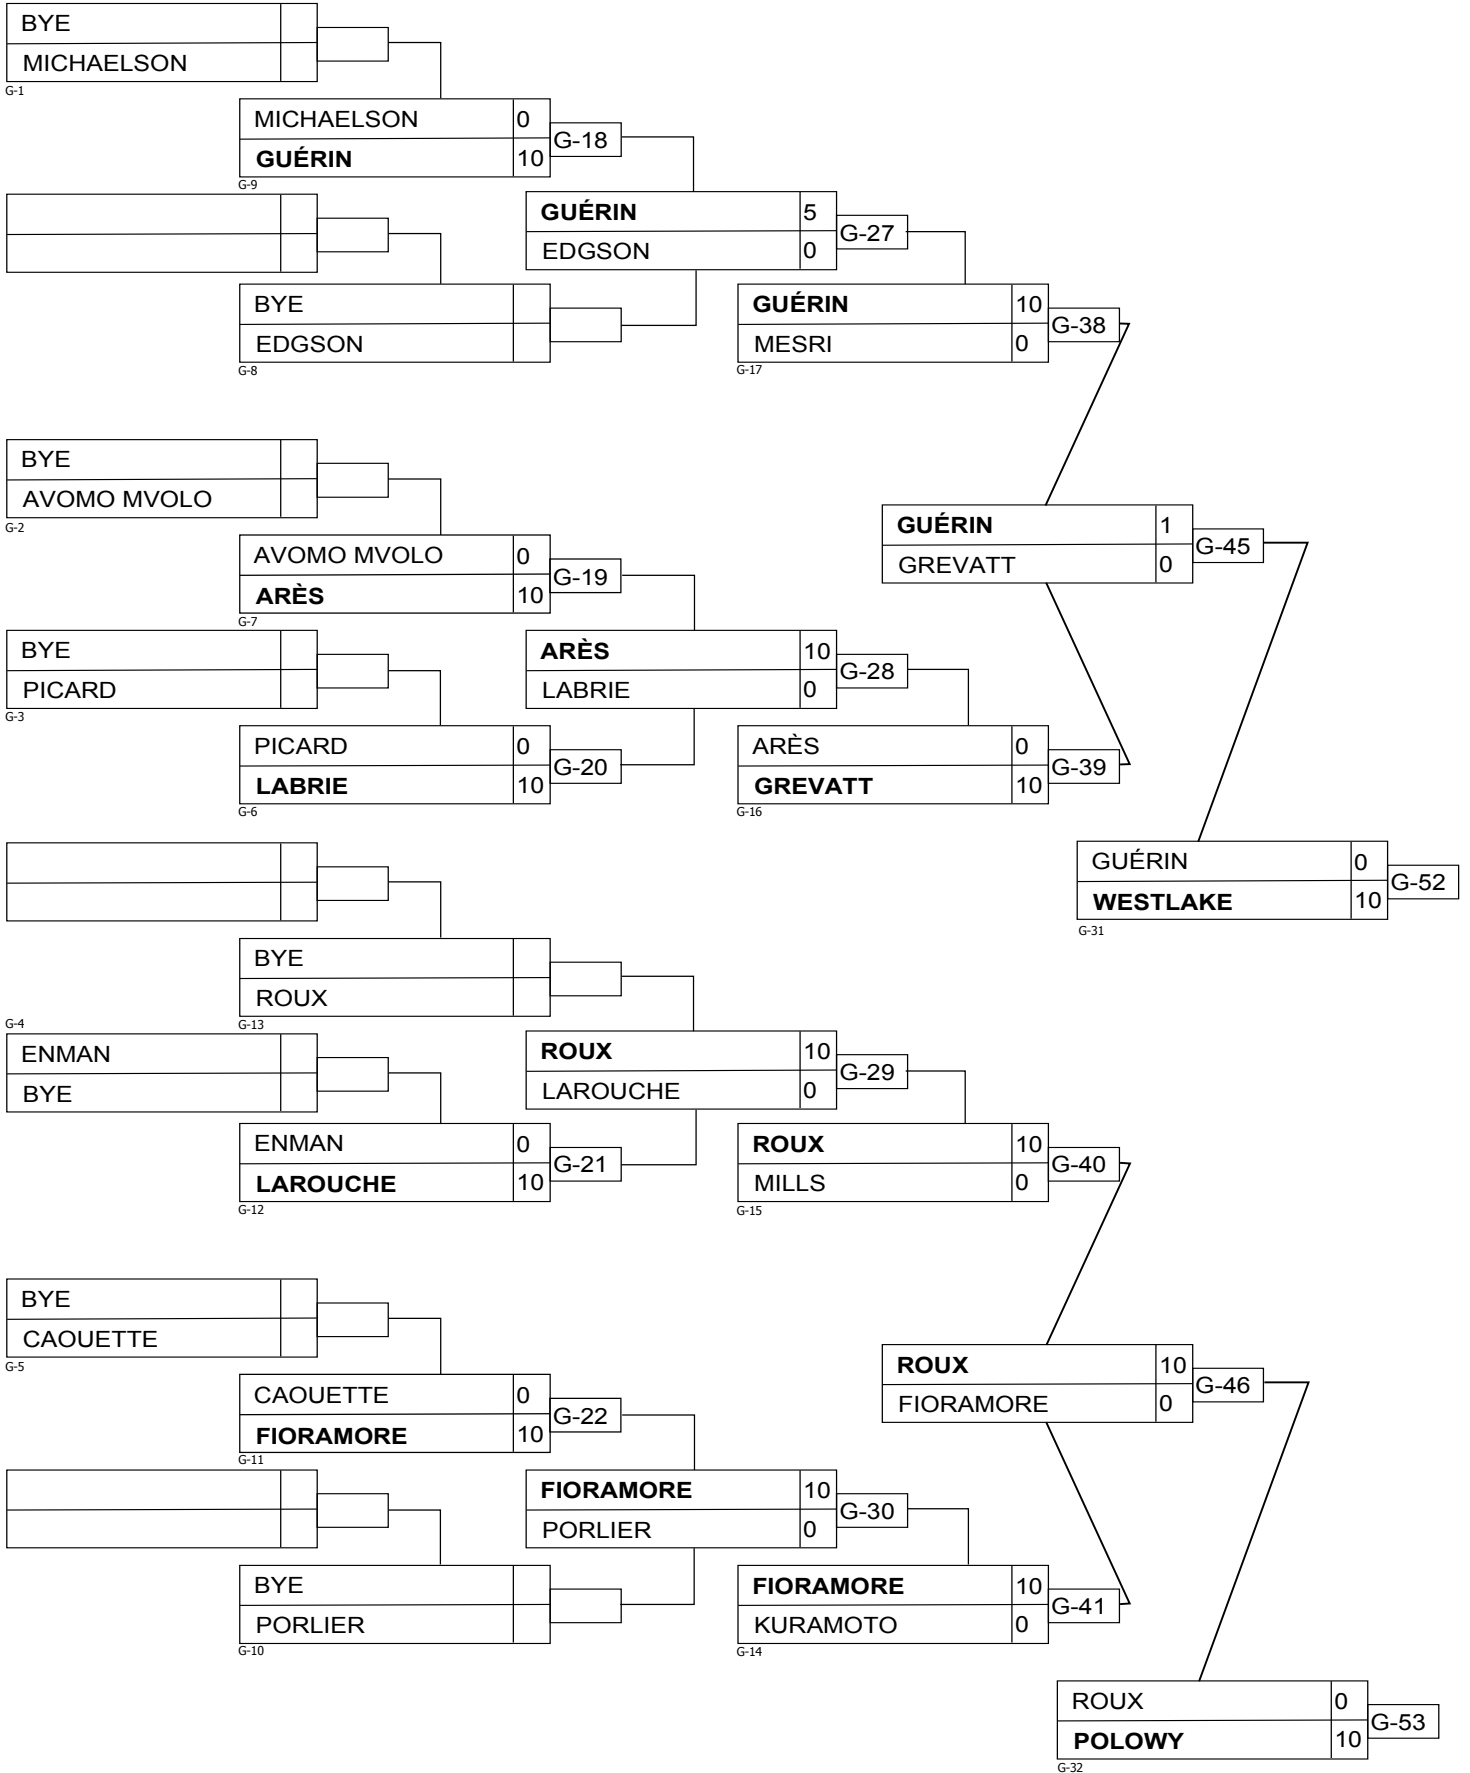 BYE
MICHAELSON
G-1
MICHAELSON 0
GUÉRIN 10
G-18
G-9
GUÉRIN 5
EDGSON 0
G-27
BYE
EDGSON
G-8
GUÉRIN 10
MESRI 0
G-38
G-17
BYE
AVOMO MVOLO
G-2
AVOMO MVOLO 0
ARÈS 10
G-19
G-7
GUÉRIN 1
GREVATT 0
G-45
BYE
PICARD
G-3
ARÈS 10
LABRIE 0
G-28
PICARD 0
LABRIE 10
G-20
G-6
ARÈS 0
GREVATT 10
G-39
G-16
GUÉRIN 0
WESTLAKE 10
G-52
G-31
BYE
ROUX
G-13
G-4
ENMAN
BYE
ROUX 10
LAROUCHE 0
G-29
ENMAN 0
LAROUCHE 10
G-21
G-12
ROUX 10
MILLS 0
G-40
G-15
BYE
CAOUETTE
G-5
CAOUETTE 0
FIORAMORE 10
G-22
G-11
ROUX 10
FIORAMORE 0
G-46
FIORAMORE 10
PORLIER 0
G-30
BYE
PORLIER
G-10
FIORAMORE 10
KURAMOTO 0
G-41
G-14
ROUX 0
POLOWY 10
G-53
G-32